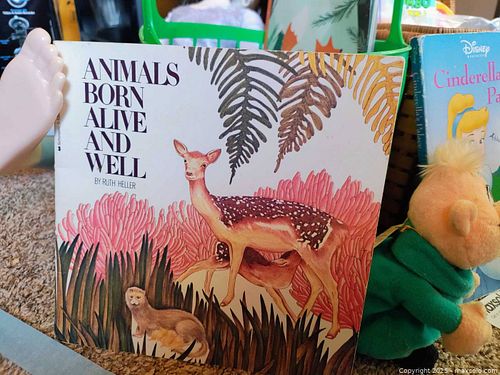 ANIMALS
BORN
ALIVE
AND
WELL
BY RUTH HELLER
Disney
Cinderella
Copyright 2025 - maxsold.com